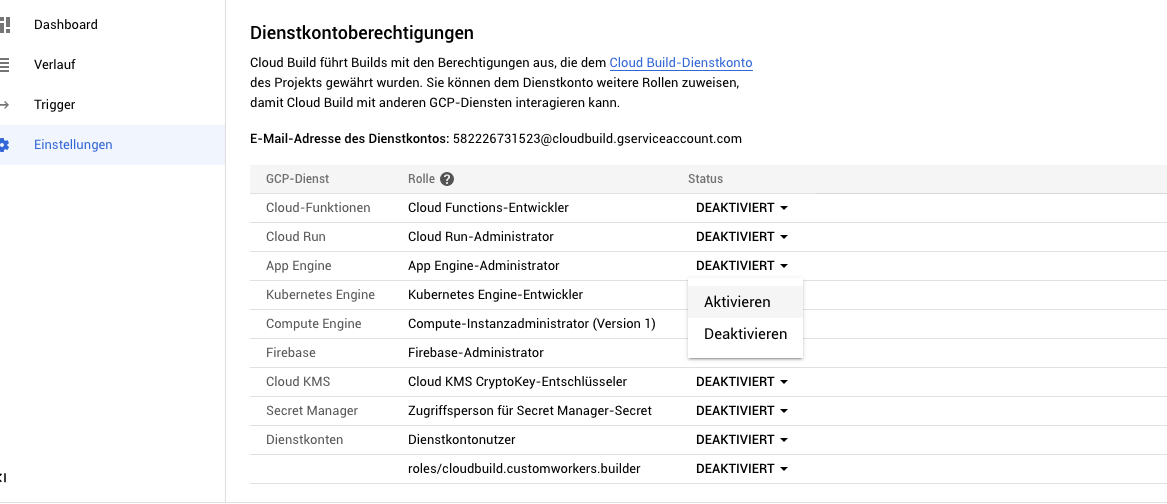 Dashboard
Verlauf
Trigger
Einstellungen
Dienstkontoberechtigungen
Cloud Build führt Builds mit den Berechtigungen aus, die dem Cloud Build-Dienstkonto
des Projekts gewährt wurden. Sie können dem Dienstkonto weitere Rollen zuweisen,
damit Cloud Build mit anderen GCP-Diensten interagieren kann.
E-Mail-Adresse des Dienstkontos: 582226731523@cloudbuild.gserviceaccount.com
GCP-Dienst Rolle ? Status
Cloud-Funktionen Cloud Functions-Entwickler DEAKTIVIERT
Cloud Run Cloud Run-Administrator DEAKTIVIERT
App Engine App Engine-Administrator DEAKTIVIERT
Kubernetes Engine Kubernetes Engine-Entwickler
Aktivieren
Compute Engine Compute-Instanzadministrator (Version 1)
Deaktivieren
Firebase Firebase-Administrator
Cloud KMS Cloud KMS CryptoKey-Entschlüsseler DEAKTIVIERT
Secret Manager Zugriffsperson für Secret Manager-Secret DEAKTIVIERT
Dienstkonten Dienstkontonutzer DEAKTIVIERT
roles/cloudbuild.customworkers.builder DEAKTIVIERT